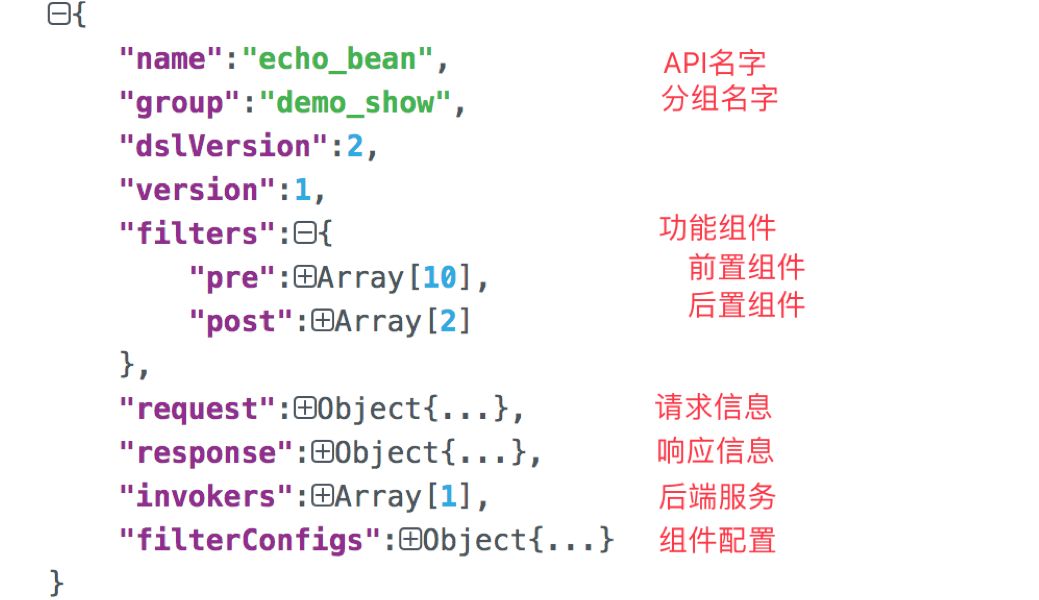 {
"name":"echo_bean", API名字
"group":"demo_show", 分组名字
"dslVersion":2,
"version":1,
"filters":{ 功能组件
"pre":Array[10], 前置组件
"post":Array[2] 后置组件
},
"request":Object{...}, 请求信息
"response":Object{...}, 响应信息
"invokers":Array[1], 后端服务
"filterConfigs":Object{...} 组件配置
}